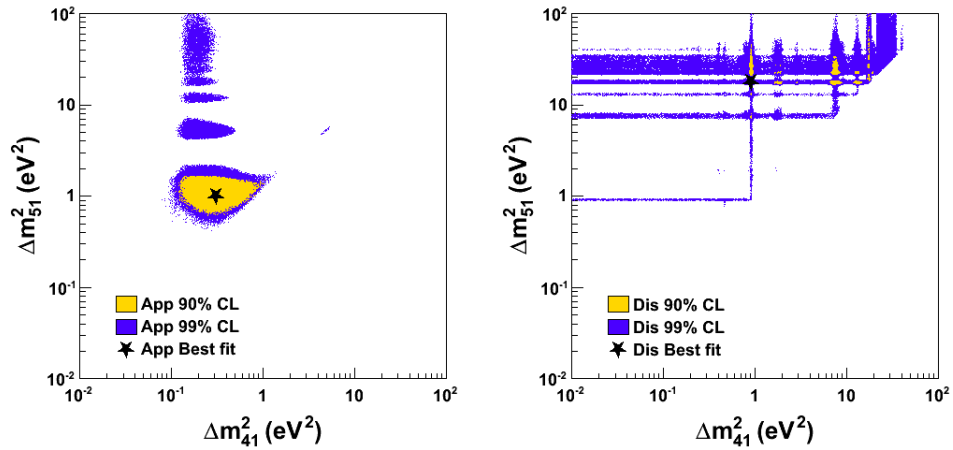 Δm²₅₁ (eV²)
10²
10
1
10⁻¹
10⁻²
App 90% CL
App 99% CL
App Best fit
10⁻² 10⁻¹ 1 10 10²
Δm²₄₁ (eV²)
Δm²₅₁ (eV²)
10²
10
1
10⁻¹
10⁻²
Dis 90% CL
Dis 99% CL
Dis Best fit
10⁻² 10⁻¹ 1 10 10²
Δm²₄₁ (eV²)